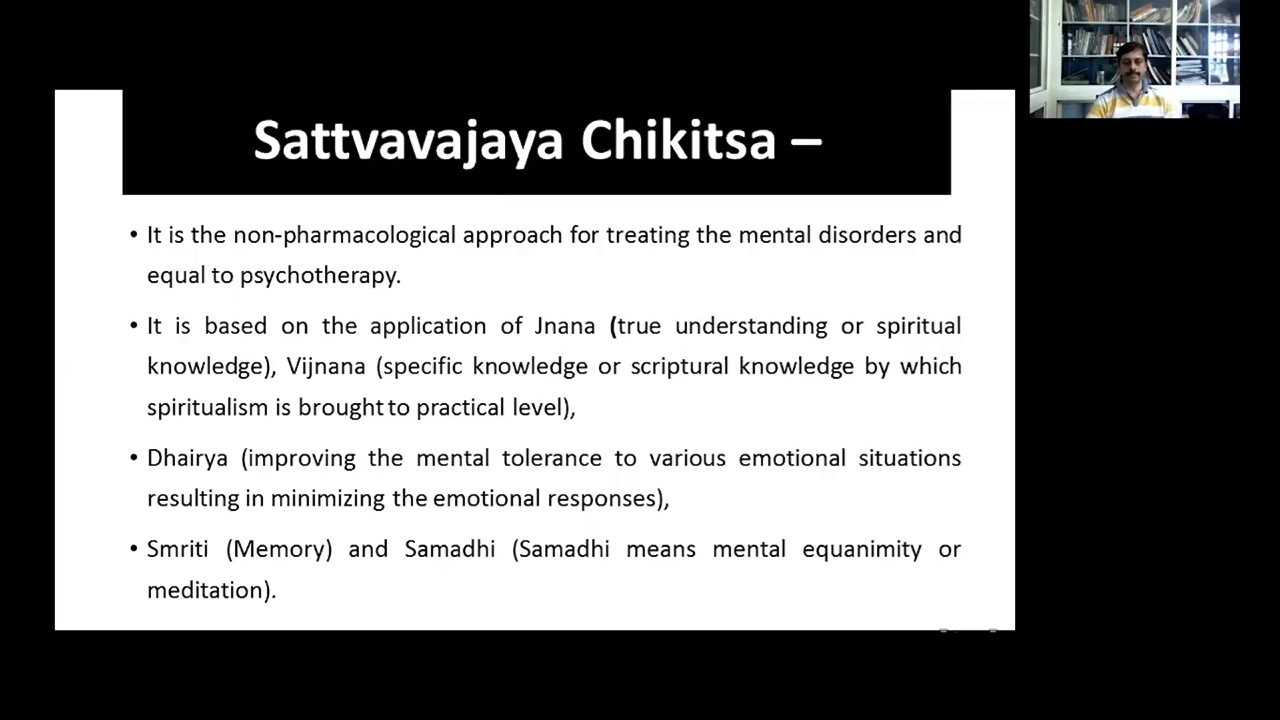 Sattvavajaya Chikitsa –
• It is the non-pharmacological approach for treating the mental disorders and
equal to psychotherapy.
• It is based on the application of Jnana (true understanding or spiritual
knowledge), Vijnana (specific knowledge or scriptural knowledge by which
spiritualism is brought to practical level),
• Dhairya (improving the mental tolerance to various emotional situations
resulting in minimizing the emotional responses),
• Smriti (Memory) and Samadhi (Samadhi means mental equanimity or
meditation).